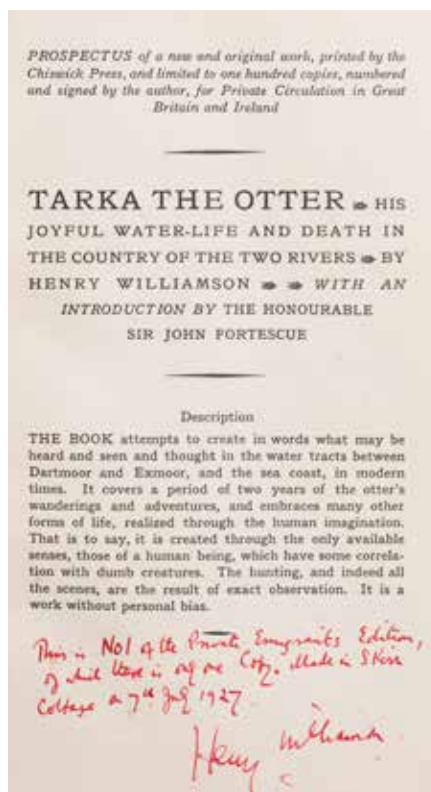 PROSPECTUS of a new and original work, printed by the
Chiswick Press, and limited to one hundred copies, numbered
and signed by the author, for Private Circulation in Great
Britain and Ireland
TARKA THE OTTER HIS
JOYFUL WATER-LIFE AND DEATH IN
THE COUNTRY OF THE TWO RIVERS BY
HENRY WILLIAMSON WITH AN
INTRODUCTION BY THE HONOURABLE
SIR JOHN FORTESCUE
Description
THE BOOK attempts to create in words what may be
heard and seen and thought in the water tracts between
Dartmoor and Exmoor, and the sea coast, in modern
times. It covers a period of two years of the otter's
wanderings and adventures, and embraces many other
forms of life, realized through the human imagination.
That is to say, it is created through the only available
senses, those of a human being, which have some correla-
tion with dumb creatures. The hunting, and indeed all
the scenes, are the result of exact observation. It is a
work without personal bias.
This is No1 of the Private Emigrants Edition,
of which there is only one Copy. Made in Skirr
Cottage on 7th July 1927.
Henry Williamson